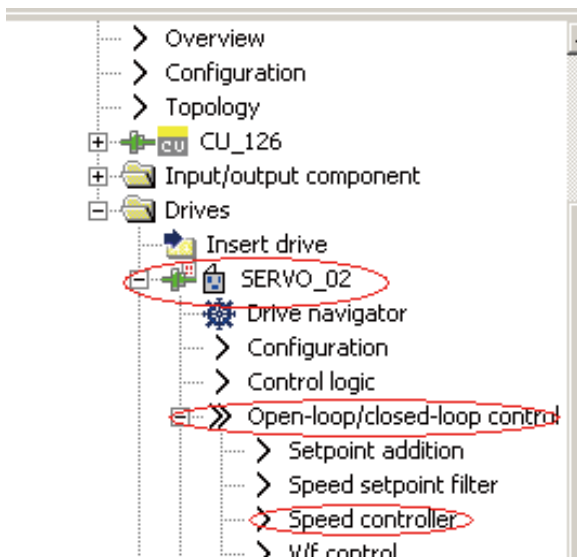 Overview
Configuration
Topology
CU CU_126
Input/output component
Drives
Insert drive
SERVO_02
Drive navigator
Configuration
Control logic
Open-loop/closed-loop control
Setpoint addition
Speed setpoint filter
Speed controller
V/f control